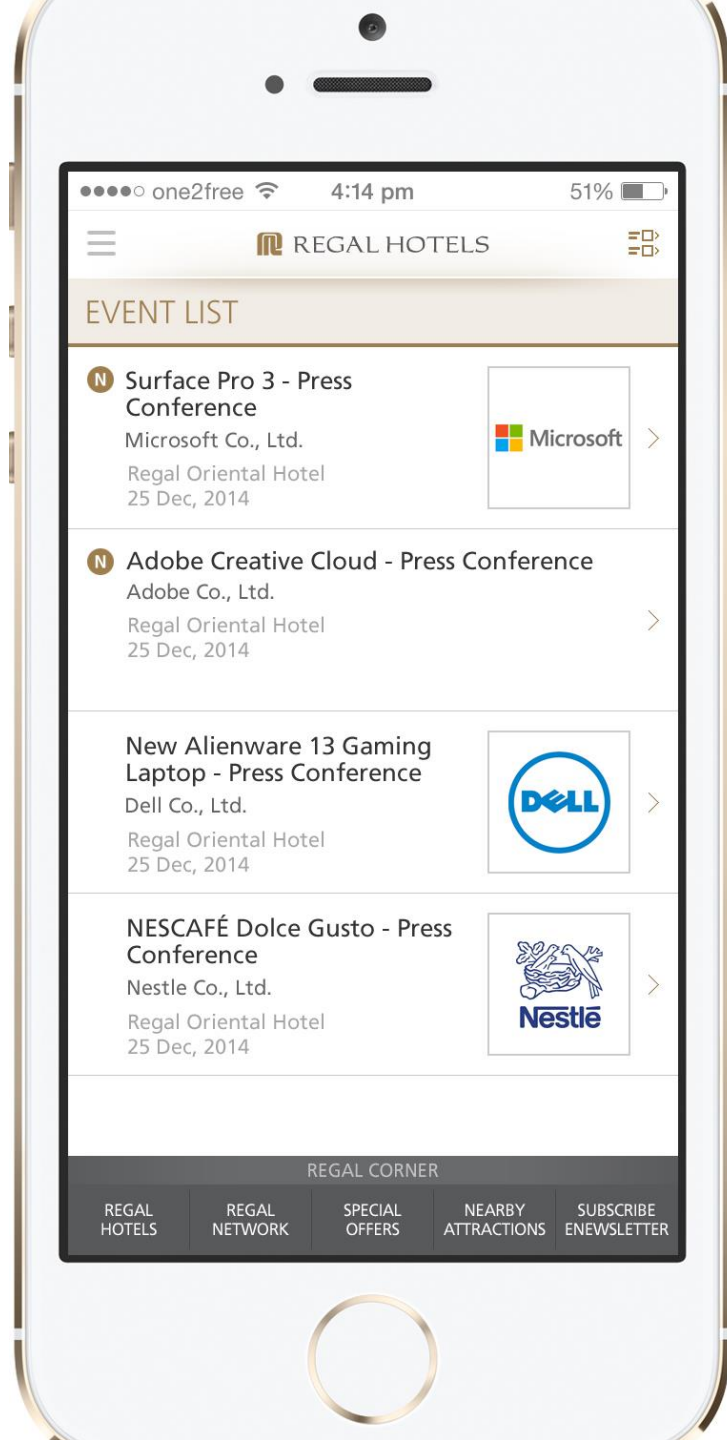 one2free 4:14 pm 51%
REGAL HOTELS
EVENT LIST
N Surface Pro 3 - Press
Conference
Microsoft Co., Ltd.
Regal Oriental Hotel
25 Dec, 2014
Microsoft
N Adobe Creative Cloud - Press Conference
Adobe Co., Ltd.
Regal Oriental Hotel
25 Dec, 2014
New Alienware 13 Gaming
Laptop - Press Conference
Dell Co., Ltd.
Regal Oriental Hotel
25 Dec, 2014
DELL
NESCAFÉ Dolce Gusto - Press
Conference
Nestle Co., Ltd.
Regal Oriental Hotel
25 Dec, 2014
Nestlé
REGAL CORNER
REGAL
HOTELS
REGAL
NETWORK
SPECIAL
OFFERS
NEARBY
ATTRACTIONS
SUBSCRIBE
ENEWSLETTER